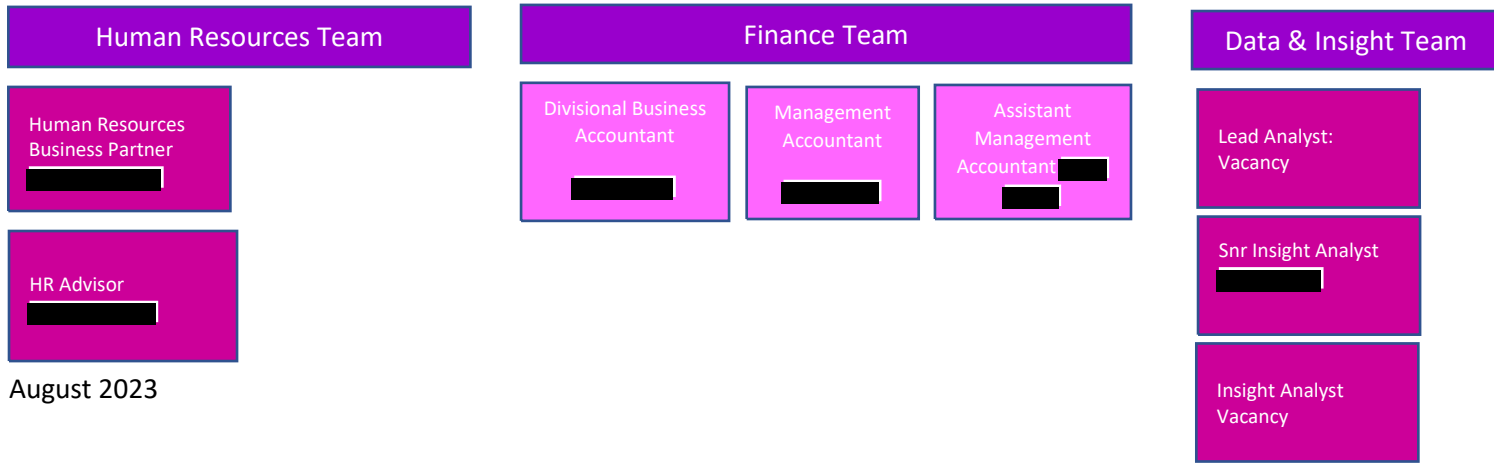 Human Resources Team
Human Resources
Business Partner
HR Advisor
August 2023
Finance Team
Divisional Business
Accountant
Management
Accountant
Assistant
Management
Accountant
Data & Insight Team
Lead Analyst:
Vacancy
Snr Insight Analyst
Insight Analyst
Vacancy